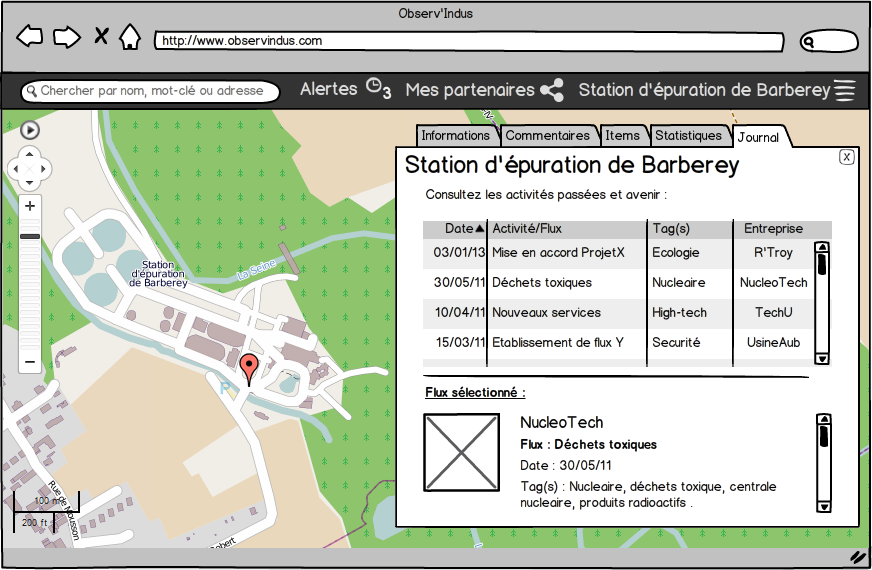 Observ'Indus
http://www.observindus.com
Chercher par nom, mot-clé ou adresse
Alertes 3
Mes partenaires
Station d'épuration de Barberey
Informations
Commentaires
Items
Statistiques
Journal
X
Station d'épuration de Barberey
Consultez les activités passées et avenir :
Date Activité/Flux Tag(s) Entreprise
03/01/13 Mise en accord ProjetX Ecologie R'Troy
30/05/11 Déchets toxiques Nucleaire NucleoTech
10/04/11 Nouveaux services High-tech TechU
15/03/11 Etablissement de flux Y Securité UsineAub
Flux sélectionné :
NucleoTech
Flux : Déchets toxiques
Date : 30/05/11
Tag(s) : Nucleaire, déchets toxique, centrale
nucleaire, produits radioactifs .
Station
d'épuration
de Barberey
La Seine
P
Rue de Mousson
100 m
200 ft